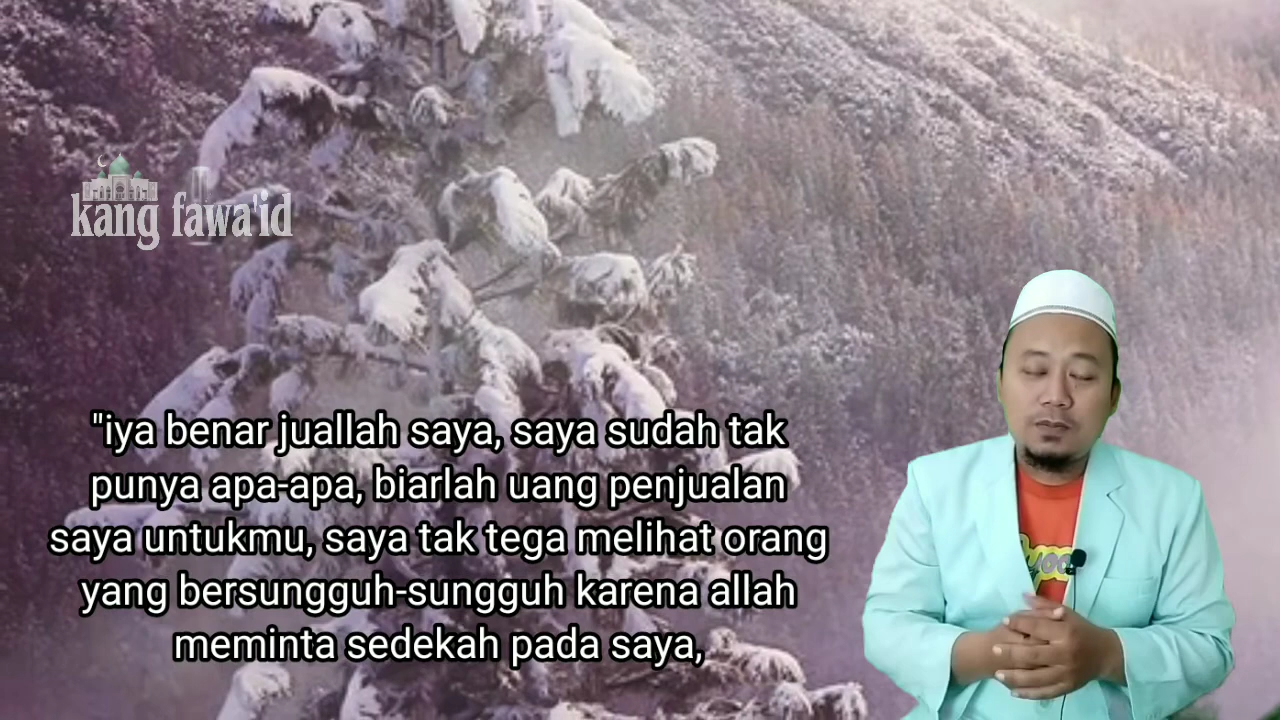 kang fawa'id
"iya benar juallah saya, saya sudah tak
punya apa-apa, biarlah uang penjualan
saya untukmu, saya tak tega melihat orang
yang bersungguh-sungguh karena allah
meminta sedekah pada saya,